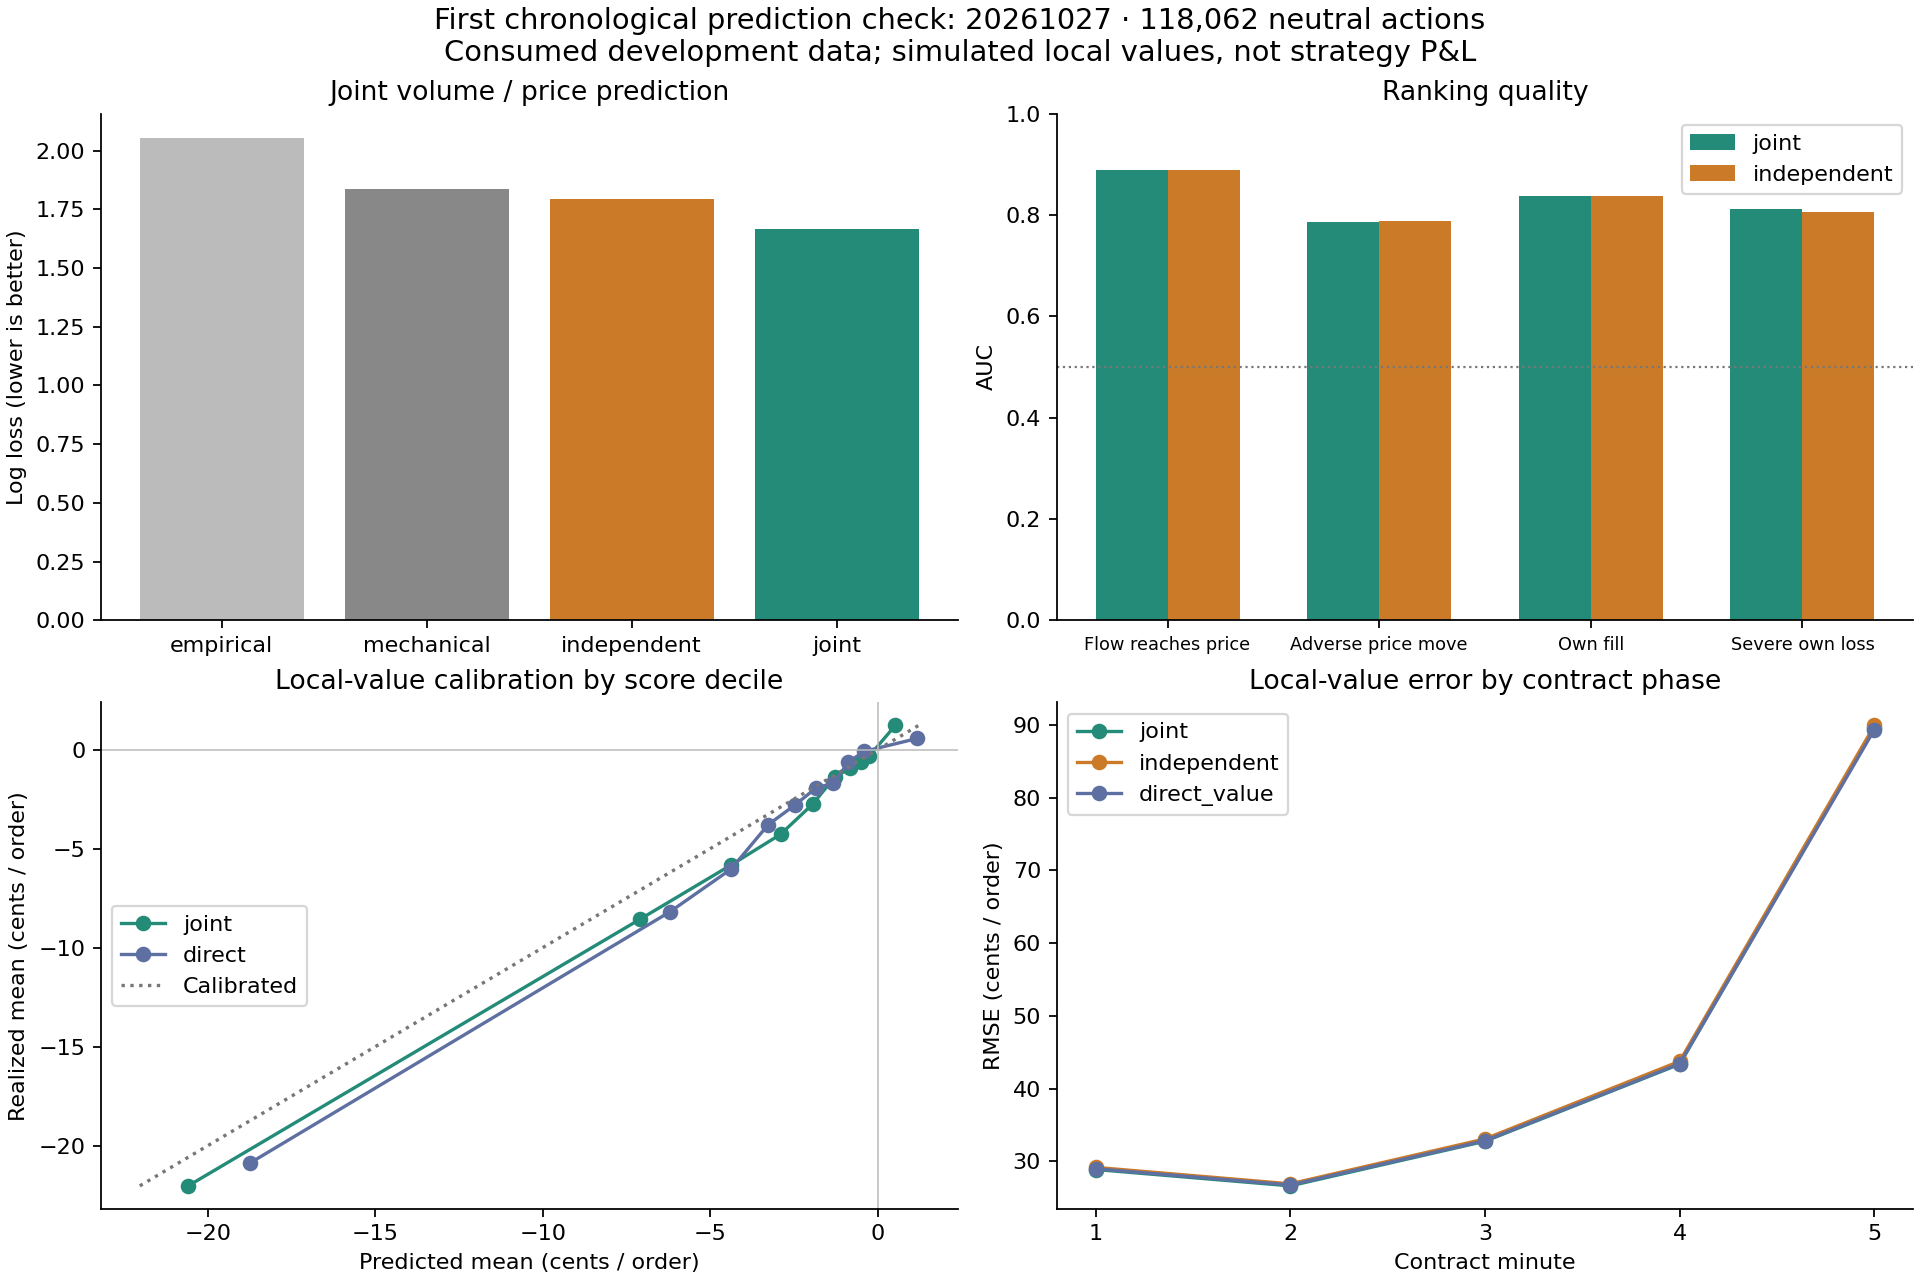 First chronological prediction check: 20261027 · 118,062 neutral actions
Consumed development data; simulated local values, not strategy P&L
Joint volume / price prediction
Log loss (lower is better)
2.00
1.75
1.50
1.25
1.00
0.75
0.50
0.25
0.00
empirical
mechanical
independent
joint
Ranking quality
AUC
1.0
0.8
0.6
0.4
0.2
0.0
joint
independent
Flow reaches price
Adverse price move
Own fill
Severe own loss
Local-value calibration by score decile
Realized mean (cents / order)
0
−5
−10
−15
−20
joint
direct
Calibrated
−20
−15
−10
−5
0
Predicted mean (cents / order)
Local-value error by contract phase
RMSE (cents / order)
90
80
70
60
50
40
30
joint
independent
direct_value
1
2
3
4
5
Contract minute